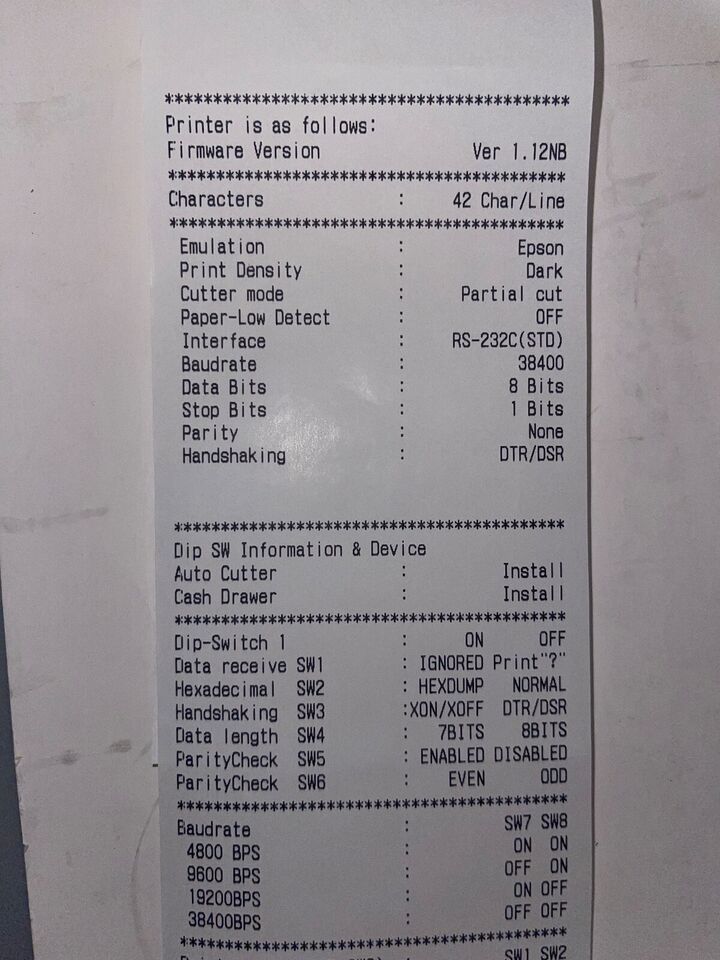 ******************************************
Printer is as follows:
Firmware Version Ver 1.12NB
******************************************
Characters : 42 Char/Line
******************************************
Emulation : Epson
Print Density : Dark
Cutter mode : Partial cut
Paper-Low Detect : OFF
Interface : RS-232C(STD)
Baudrate : 38400
Data Bits : 8 Bits
Stop Bits : 1 Bits
Parity : None
Handshaking : DTR/DSR
******************************************
Dip SW Information & Device
Auto Cutter : Install
Cash Drawer : Install
******************************************
Dip-Switch 1 : ON OFF
Data receive SW1 : IGNORED Print"?"
Hexadecimal SW2 : HEXDUMP NORMAL
Handshaking SW3 :XON/XOFF DTR/DSR
Data length SW4 : 7BITS 8BITS
ParityCheck SW5 : ENABLED DISABLED
ParityCheck SW6 : EVEN ODD
******************************************
Baudrate : SW7 SW8
4800 BPS : ON ON
9600 BPS : OFF ON
19200BPS : ON OFF
38400BPS : OFF OFF
******************************************
SW1 SW2